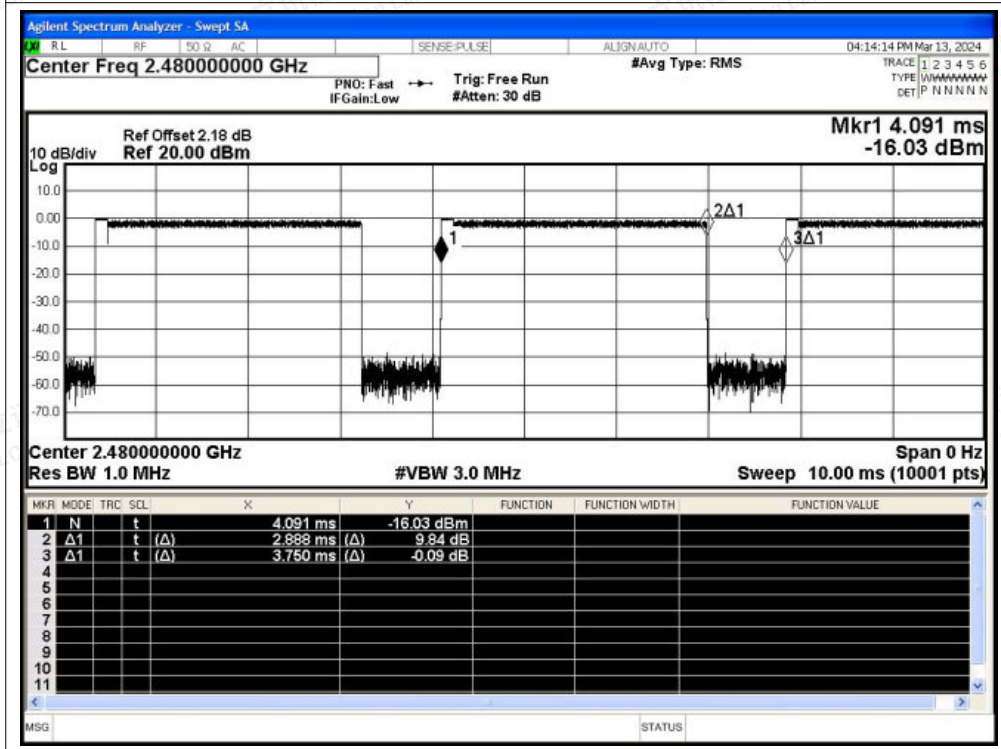 Agilent Spectrum Analyzer - Swept SA
LXI RL RF 50 Ω AC SENSE:PULSE ALIGN AUTO 04:14:14 PM Mar 13, 2024
Center Freq 2.480000000 GHz
PNO: Fast
IFGain:Low
Trig: Free Run
#Atten: 30 dB
#Avg Type: RMS
TRACE 1 2 3 4 5 6
TYPE WWWWWW
DET P N N N N N
Ref Offset 2.18 dB
10 dB/div Ref 20.00 dBm
Log
Mkr1 4.091 ms
-16.03 dBm
10.0
0.00
-10.0
-20.0
-30.0
-40.0
-50.0
-60.0
-70.0
1
2Δ1
3Δ1
Center 2.480000000 GHz Span 0 Hz
Res BW 1.0 MHz #VBW 3.0 MHz Sweep 10.00 ms (10001 pts)
MKR MODE TRC SCL X Y FUNCTION FUNCTION WIDTH FUNCTION VALUE
1 N t 4.091 ms -16.03 dBm
2 Δ1 t (Δ) 2.888 ms (Δ) 9.84 dB
3 Δ1 t (Δ) 3.750 ms (Δ) -0.09 dB
4
5
6
7
8
9
10
11
MSG STATUS